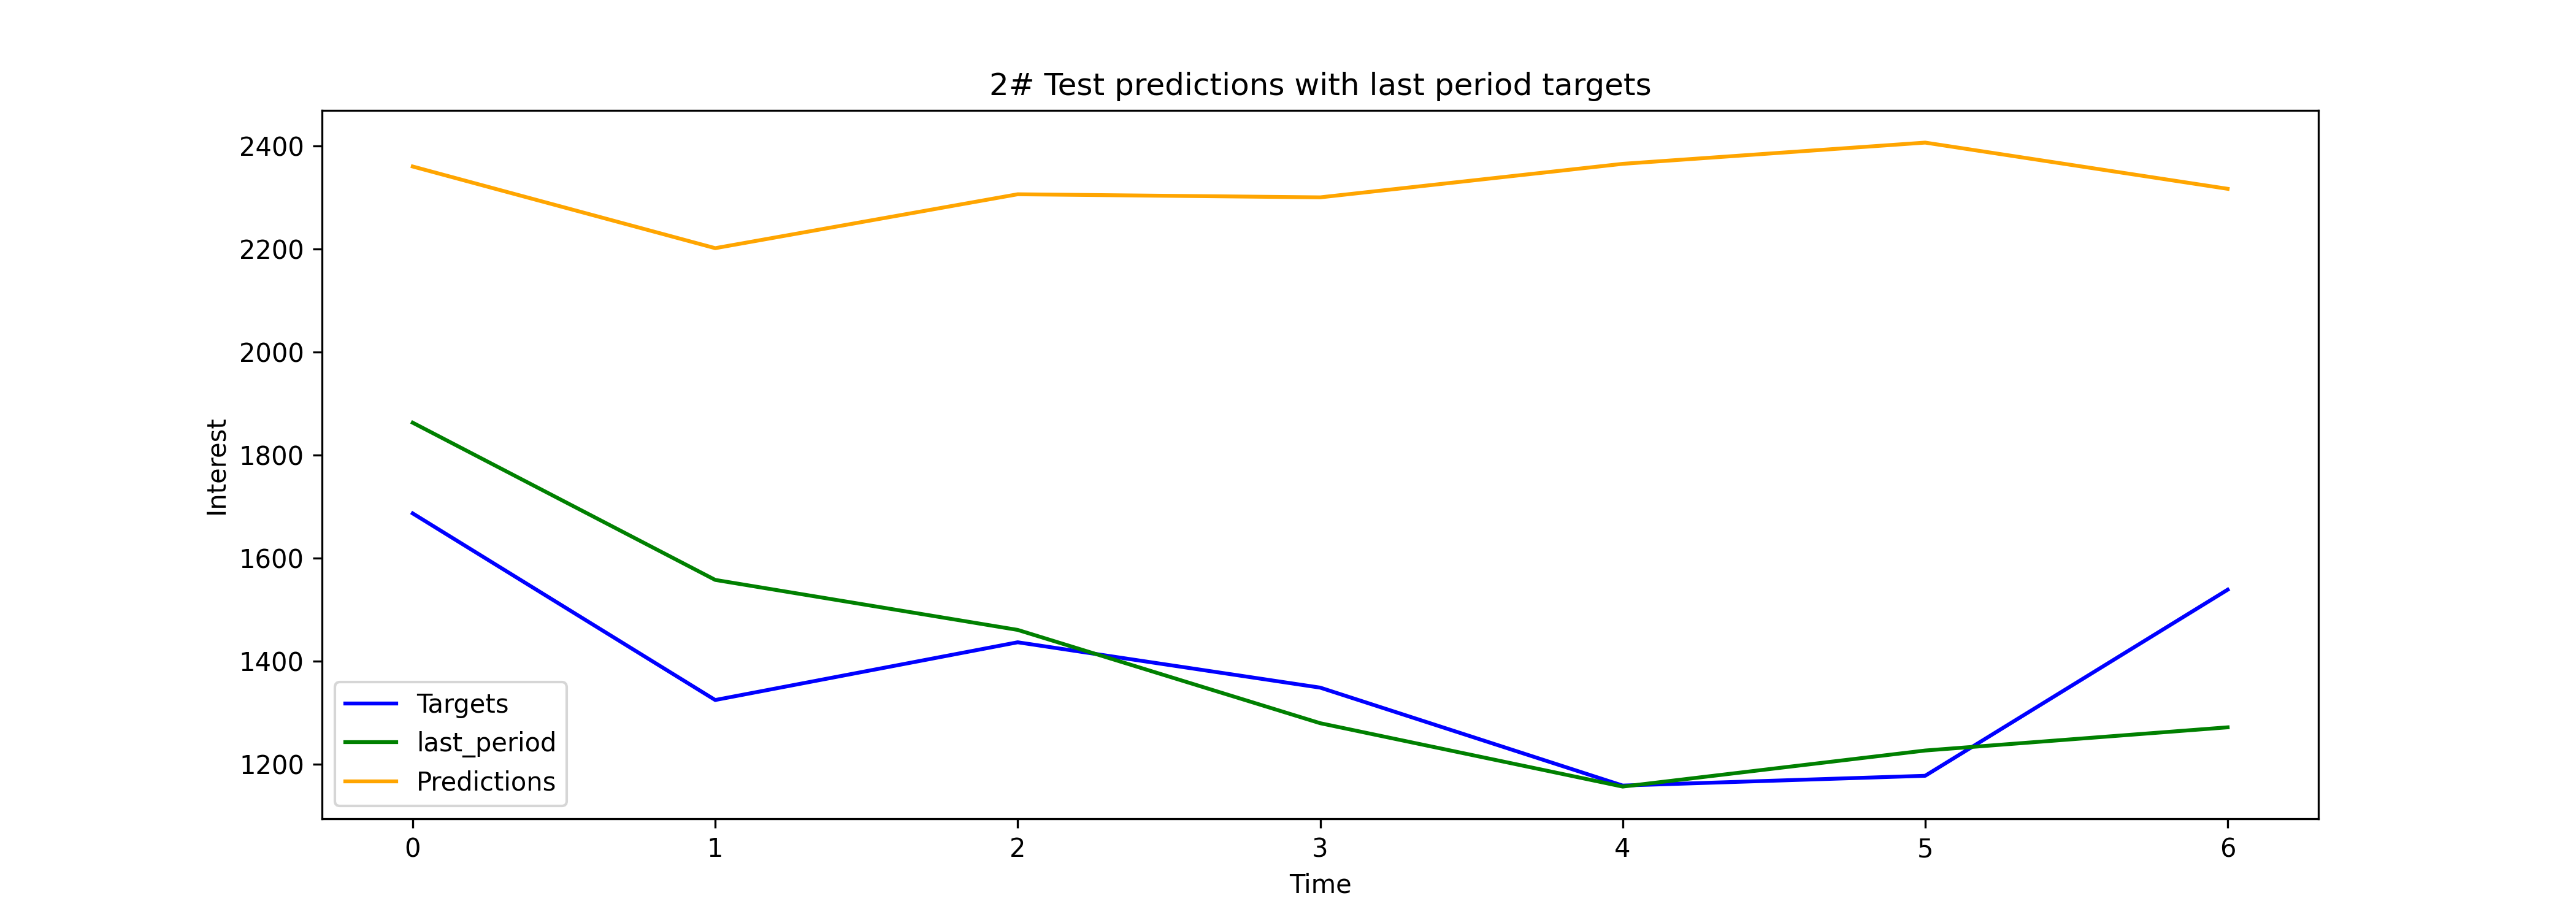 2# Test predictions with last period targets
2400
2200
2000
1800
1600
1400
1200
Interest
Targets
last_period
Predictions
0 1 2 3 4 5 6
Time